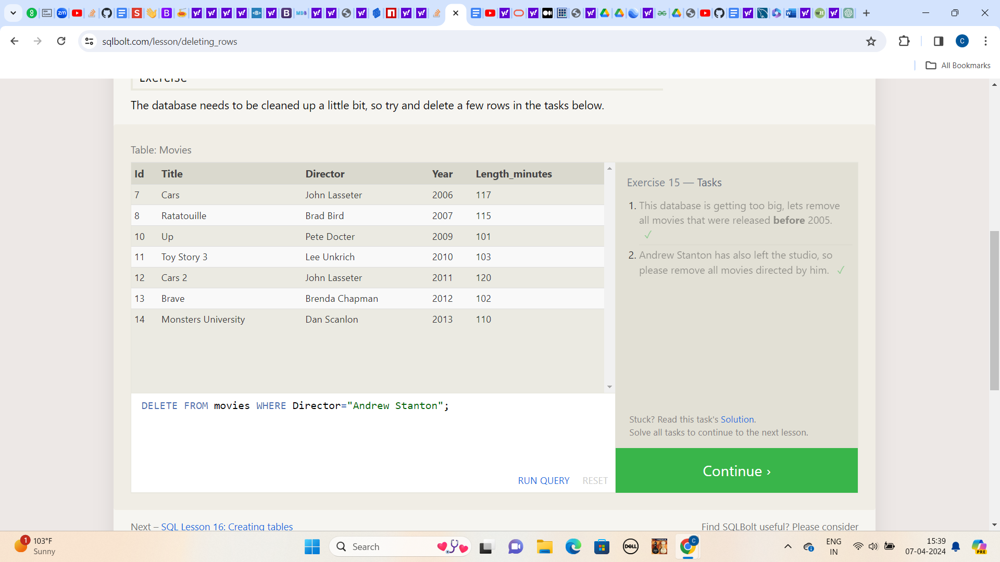 sqlbolt.com/lesson/deleting_rows
All Bookmarks
Exercise
The database needs to be cleaned up a little bit, so try and delete a few rows in the tasks below.
Table: Movies
Id Title Director Year Length_minutes
7 Cars John Lasseter 2006 117
8 Ratatouille Brad Bird 2007 115
10 Up Pete Docter 2009 101
11 Toy Story 3 Lee Unkrich 2010 103
12 Cars 2 John Lasseter 2011 120
13 Brave Brenda Chapman 2012 102
14 Monsters University Dan Scanlon 2013 110
DELETE FROM movies WHERE Director="Andrew Stanton";
RUN QUERY RESET
Exercise 15 — Tasks
1. This database is getting too big, lets remove
all movies that were released before 2005.
✓
2. Andrew Stanton has also left the studio, so
please remove all movies directed by him. ✓
Stuck? Read this task's Solution.
Solve all tasks to continue to the next lesson.
Continue ›
Next – SQL Lesson 16: Creating tables
Find SQLBolt useful? Please consider
1
103°F
Sunny
Search
DELL
C
ENG
IN
15:39
07-04-2024
PRE